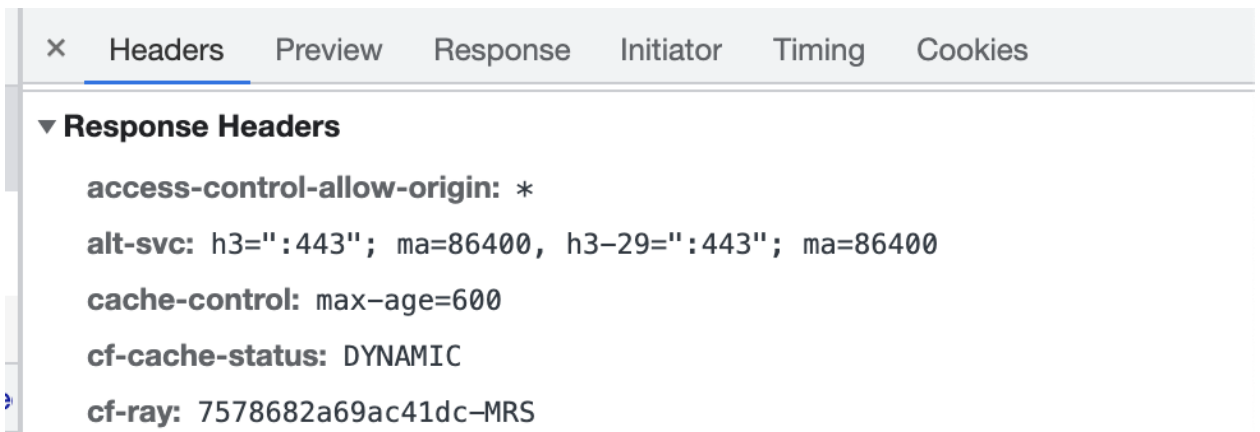 × Headers Preview Response Initiator Timing Cookies
Response Headers
access-control-allow-origin: *
alt-svc: h3=":443"; ma=86400, h3-29=":443"; ma=86400
cache-control: max-age=600
cf-cache-status: DYNAMIC
cf-ray: 7578682a69ac41dc-MRS